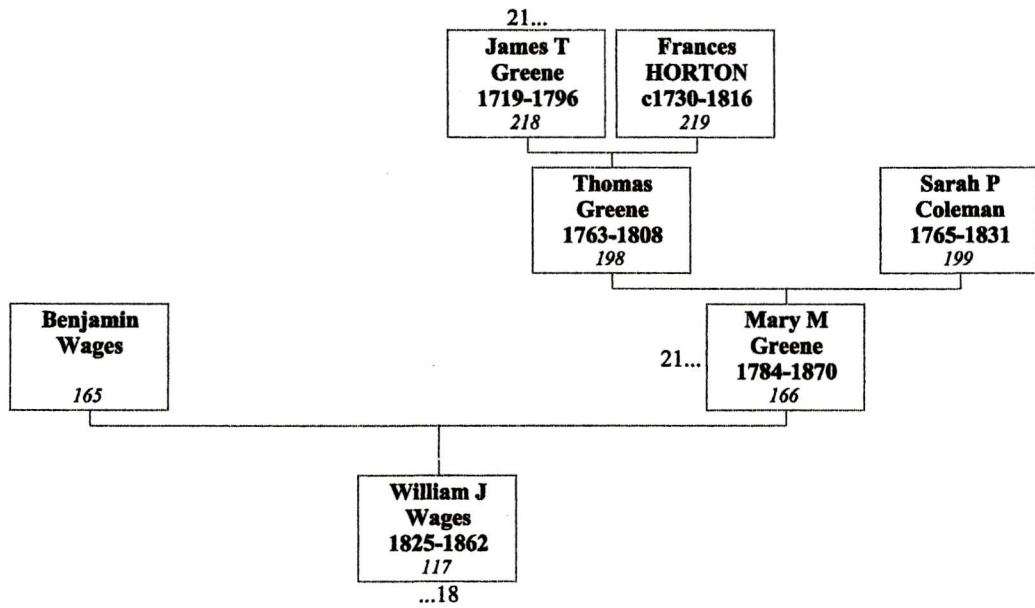 21...
James T
Greene
1719-1796
218
Frances
HORTON
c1730-1816
219
Thomas
Greene
1763-1808
198
Sarah P
Coleman
1765-1831
199
Benjamin
Wages
165
21...
Mary M
Greene
1784-1870
166
William J
Wages
1825-1862
117
...18